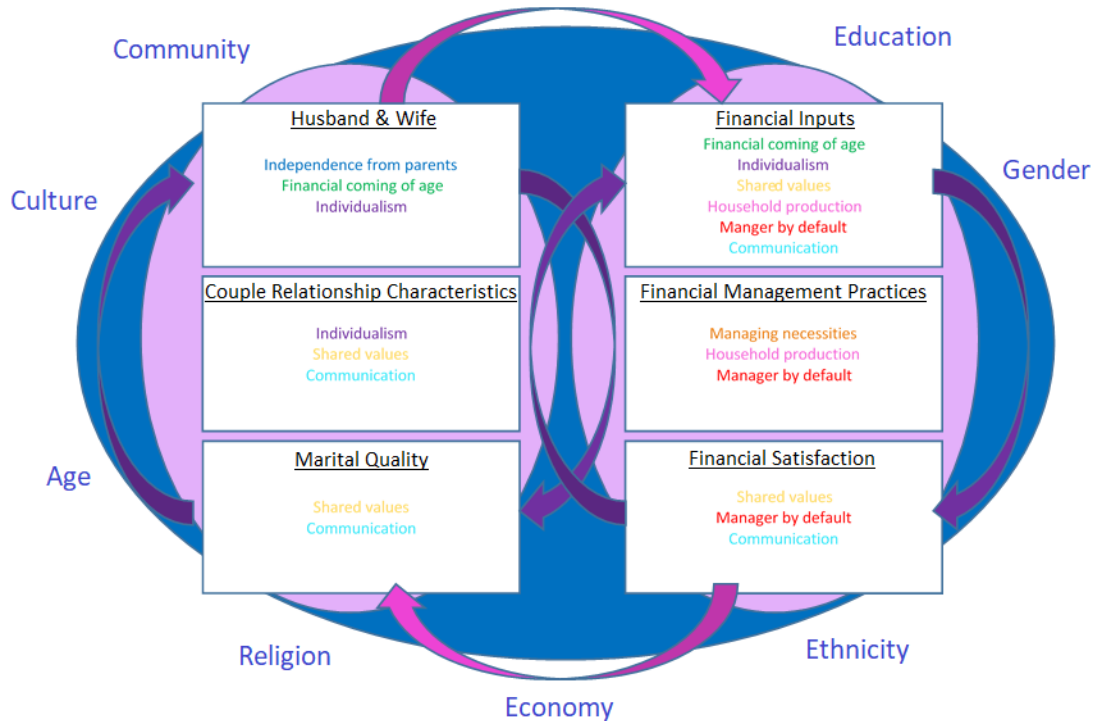 Community
Education
Culture
Gender
Age
Religion
Ethnicity
Economy
Husband & Wife
Independence from parents
Financial coming of age
Individualism
Couple Relationship Characteristics
Individualism
Shared values
Communication
Marital Quality
Shared values
Communication
Financial Inputs
Financial coming of age
Individualism
Shared values
Household production
Manger by default
Communication
Financial Management Practices
Managing necessities
Household production
Manager by default
Financial Satisfaction
Shared values
Manager by default
Communication